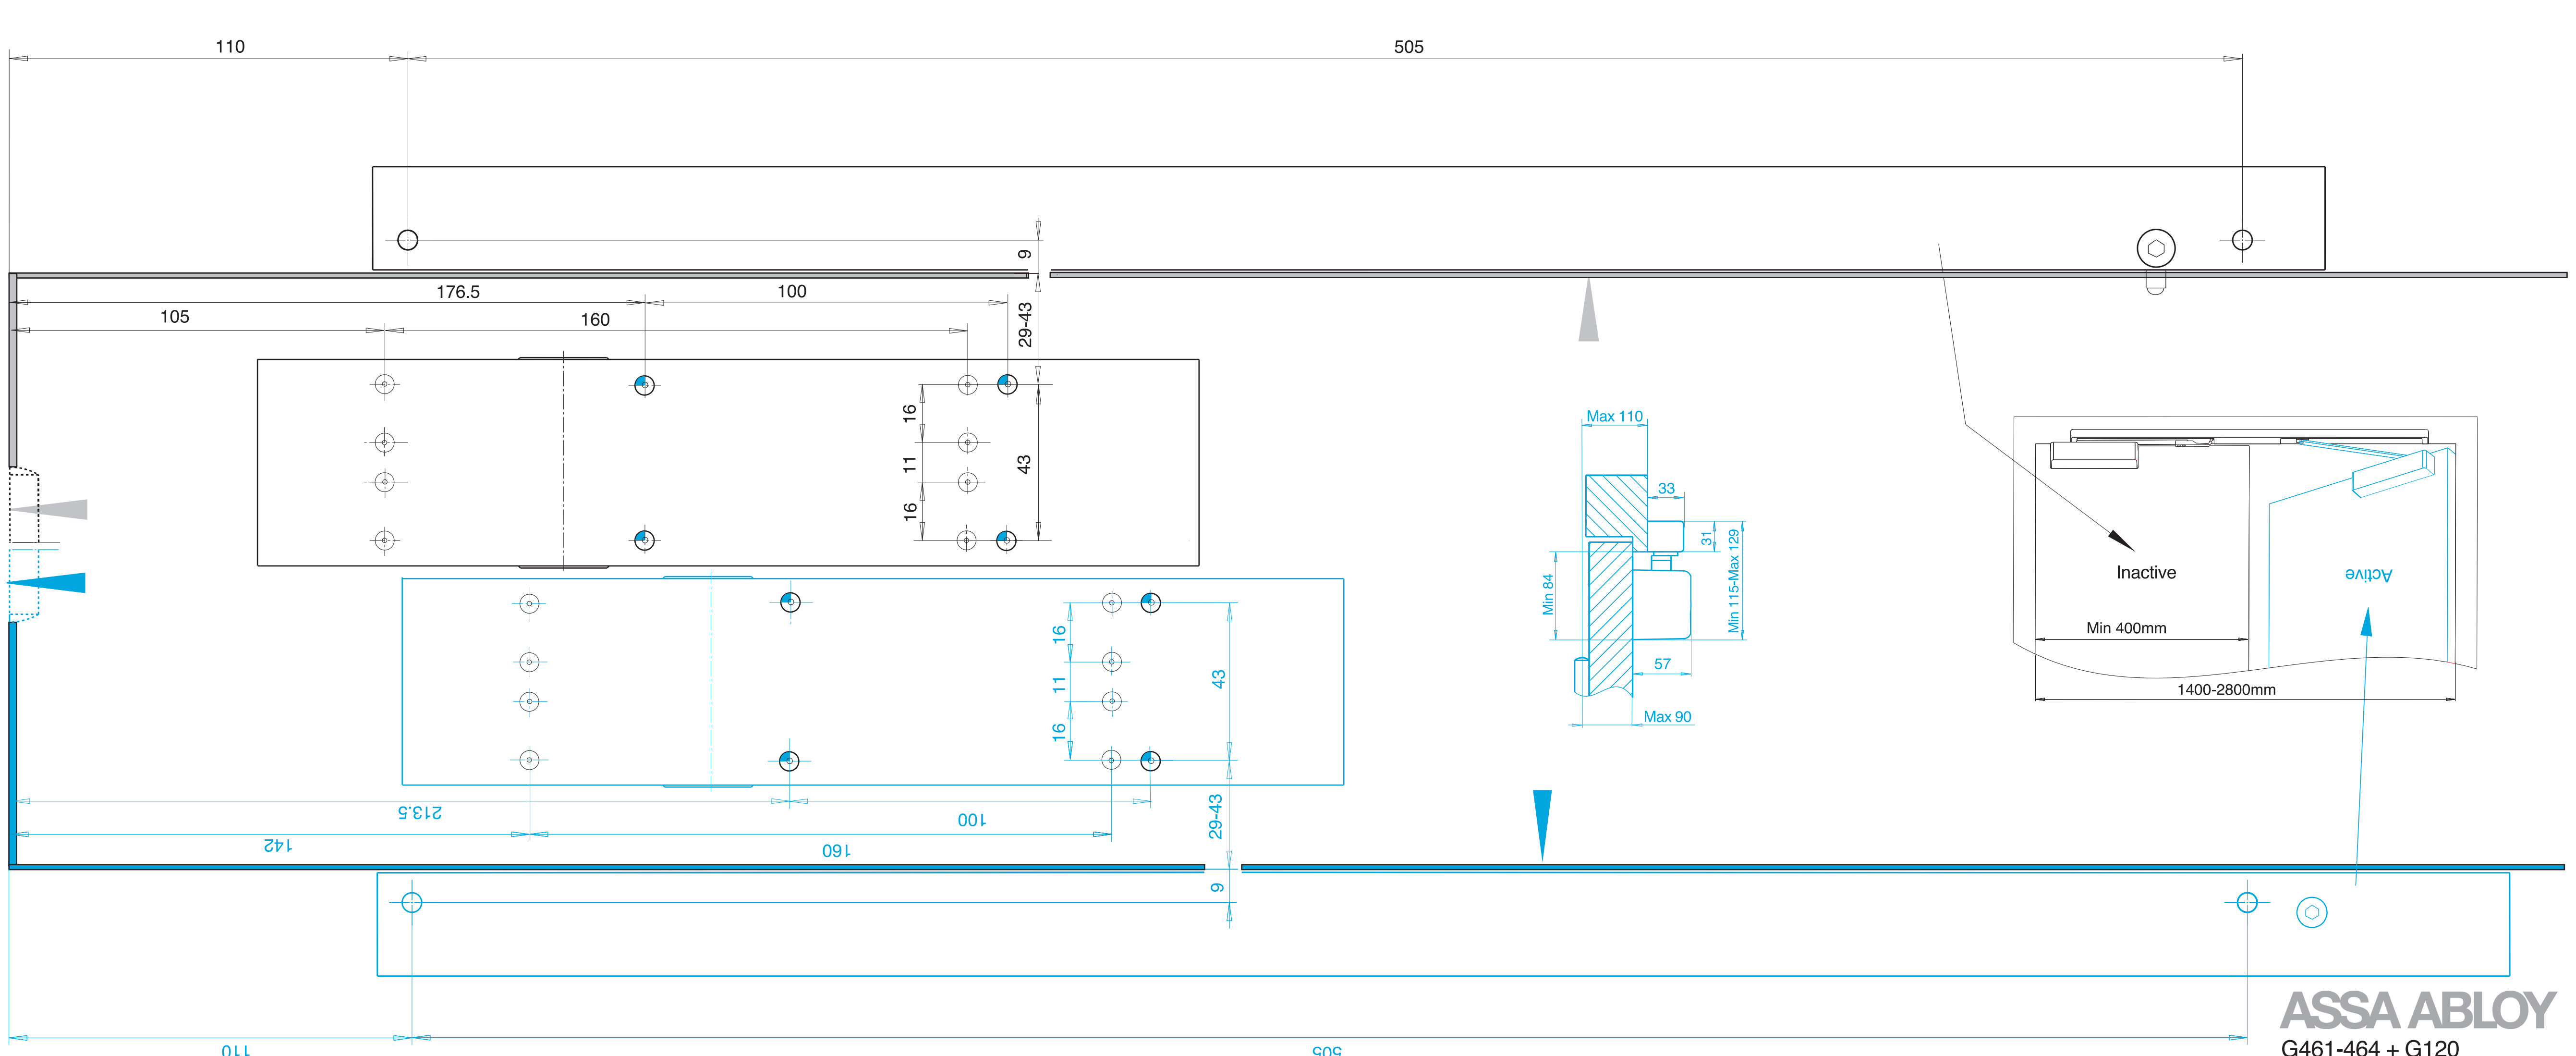 110
505
9
176.5
100
105
160
29-43
16
11
16
43
Max 110
33
31
Min 115-Max 129
Min 84
57
Max 90
Inactive
Active
Min 400mm
1400-2800mm
16
11
16
43
213.5
100
142
160
29-43
9
110
505
ASSA ABLOY
G461-464 + G120